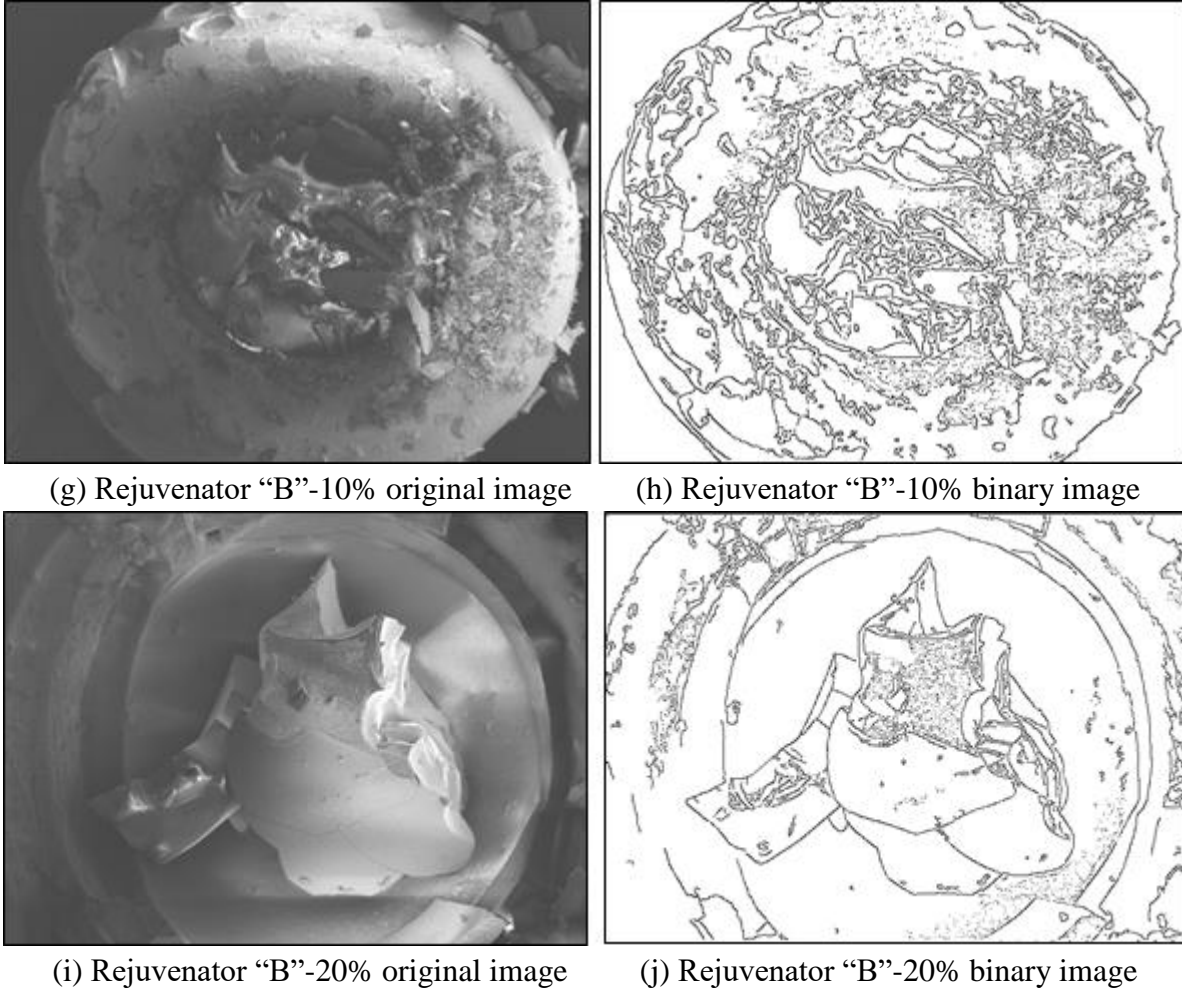 (g) Rejuvenator “B”-10% original image
(h) Rejuvenator “B”-10% binary image
(i) Rejuvenator “B”-20% original image
(j) Rejuvenator “B”-20% binary image